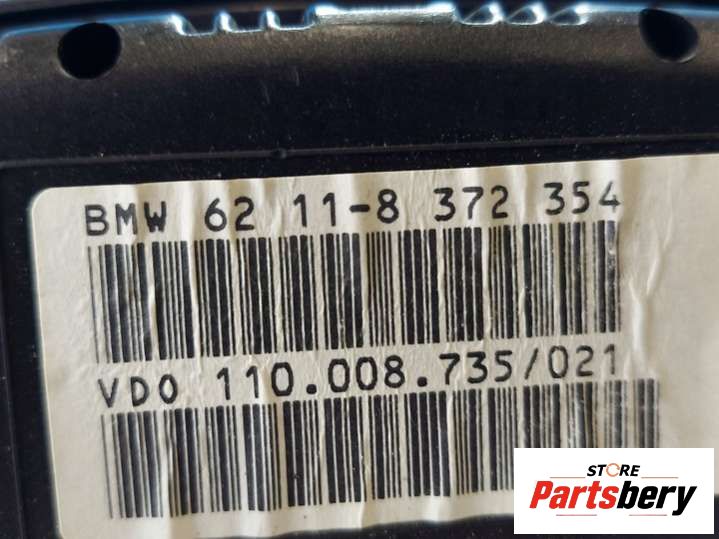 BMW 62 11-8 372 354
VDO 110.008.735/021
STORE
Partsbery